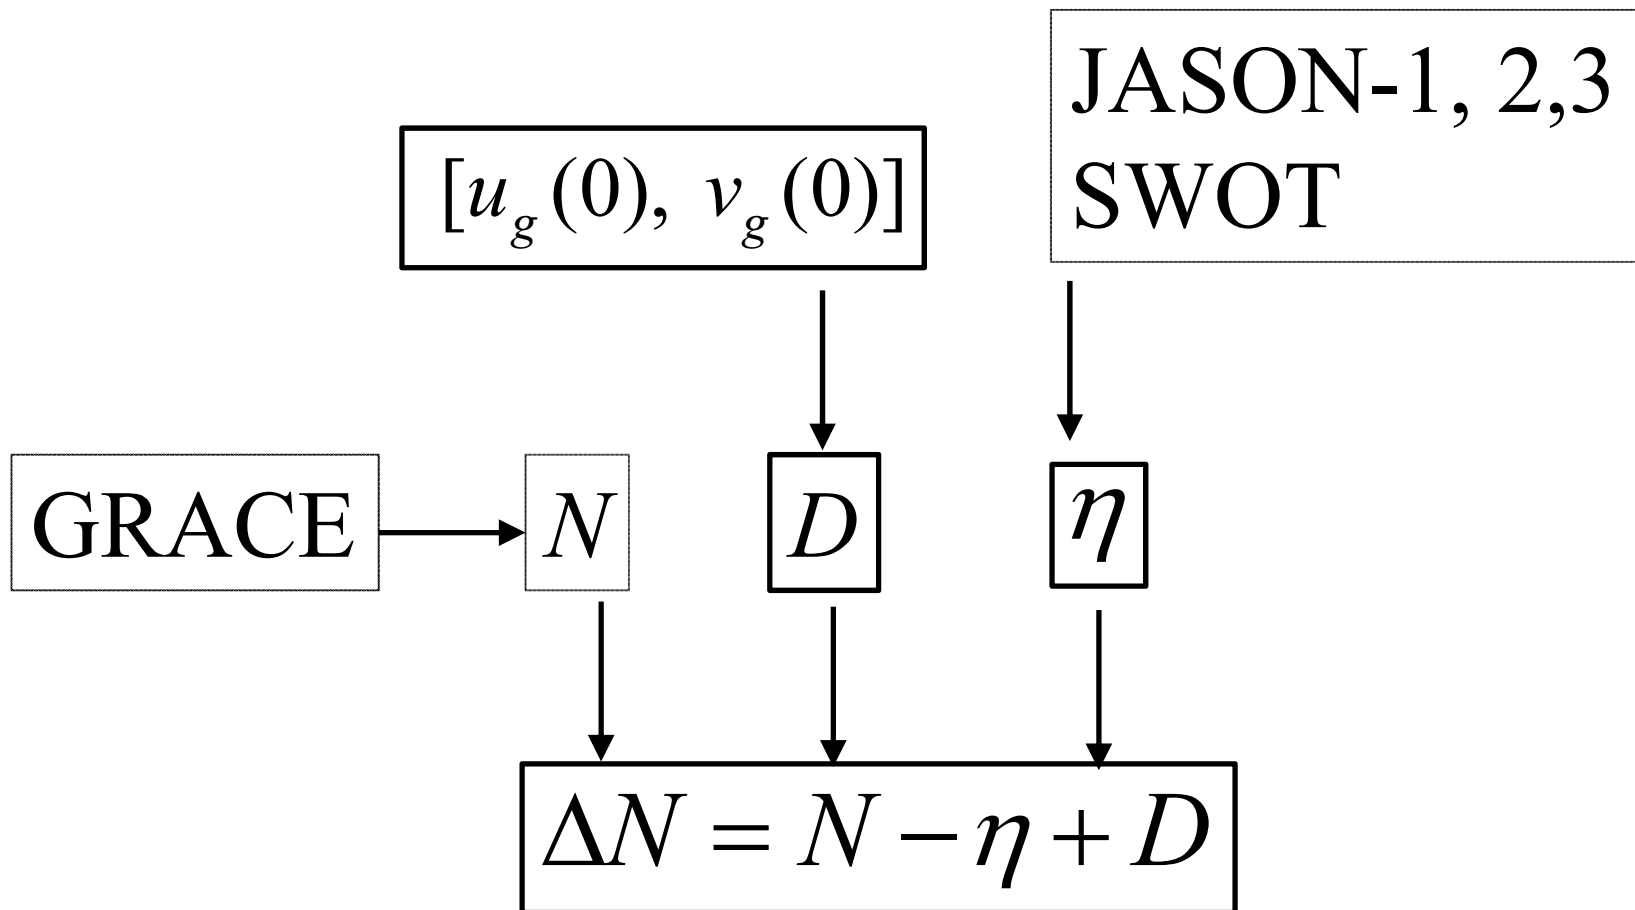 JASON-1, 2,3
SWOT
[u_g(0), v_g(0)]
GRACE
N
D
η
ΔN = N − η + D